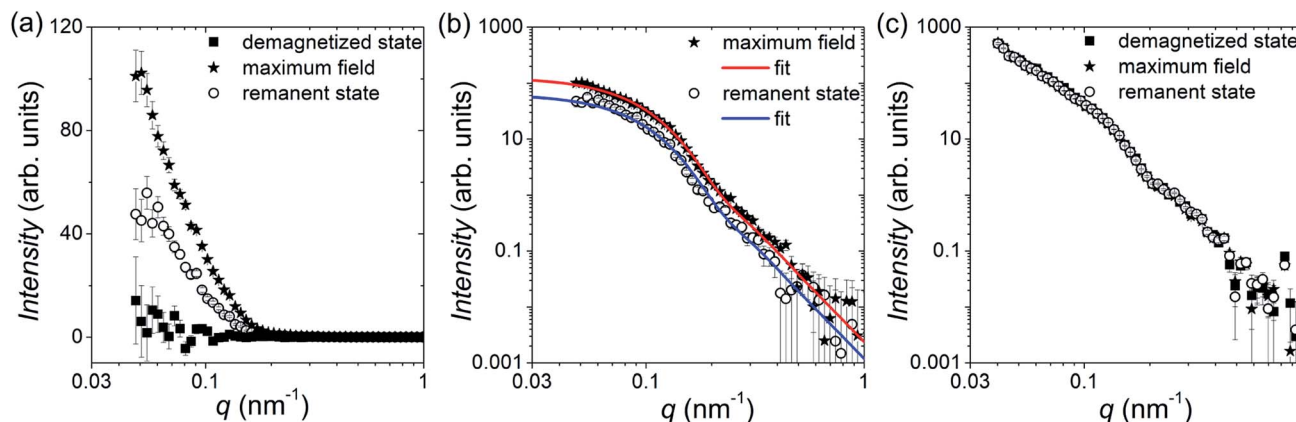 (a)
120
80
40
0
Intensity (arb. units)
demagnetized state
maximum field
remanent state
0.03
0.1
1
q (nm-1)
(b)
1000
10
0.1
0.001
Intensity (arb. units)
maximum field
fit
remanent state
fit
0.03
0.1
1
q (nm-1)
(c)
1000
10
0.1
0.001
Intensity (arb. units)
demagnetized state
maximum field
remanent state
0.03
0.1
q (nm-1)